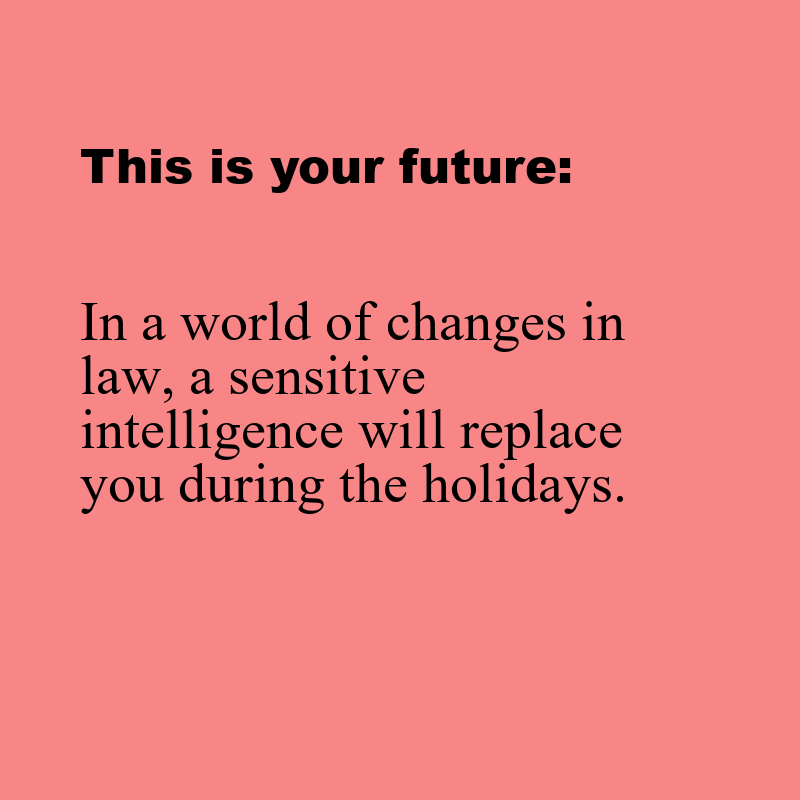 This is your future:
In a world of changes in
law, a sensitive
intelligence will replace
you during the holidays.